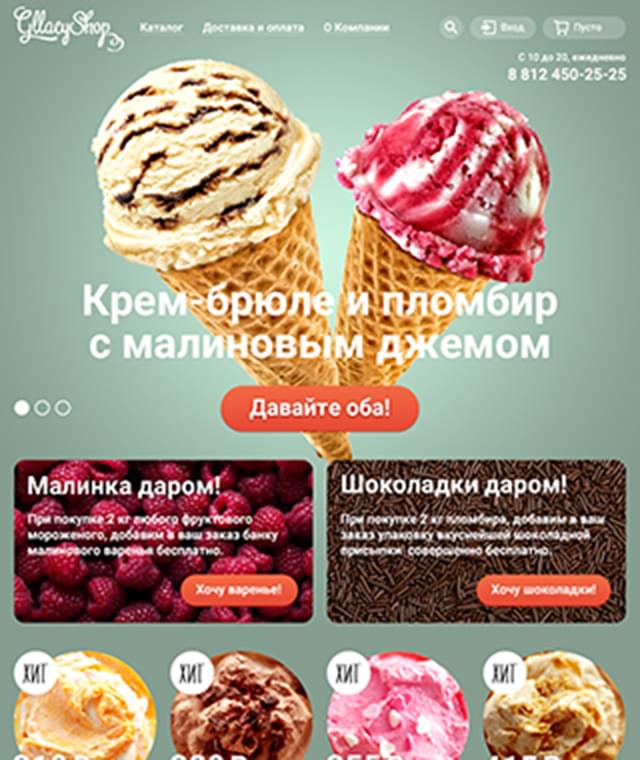 GllacyShop
Каталог Доставка и оплата О Компании Вход Пусто
С 10 до 20, ежедневно
8 812 450-25-25
Крем-брюле и пломбир
с малиновым джемом
Давайте оба!
Малинка даром!
При покупке 2 кг любого фруктового
мороженого, добавим в ваш заказ банку
малинового варенья бесплатно.
Хочу варенье!
Шоколадки даром!
При покупке 2 кг пломбира, добавим в ваш
заказ упаковку вкуснейшей шоколадной
присыпки совершенно бесплатно.
Хочу шоколадки!
ХИТ ХИТ ХИТ ХИТ